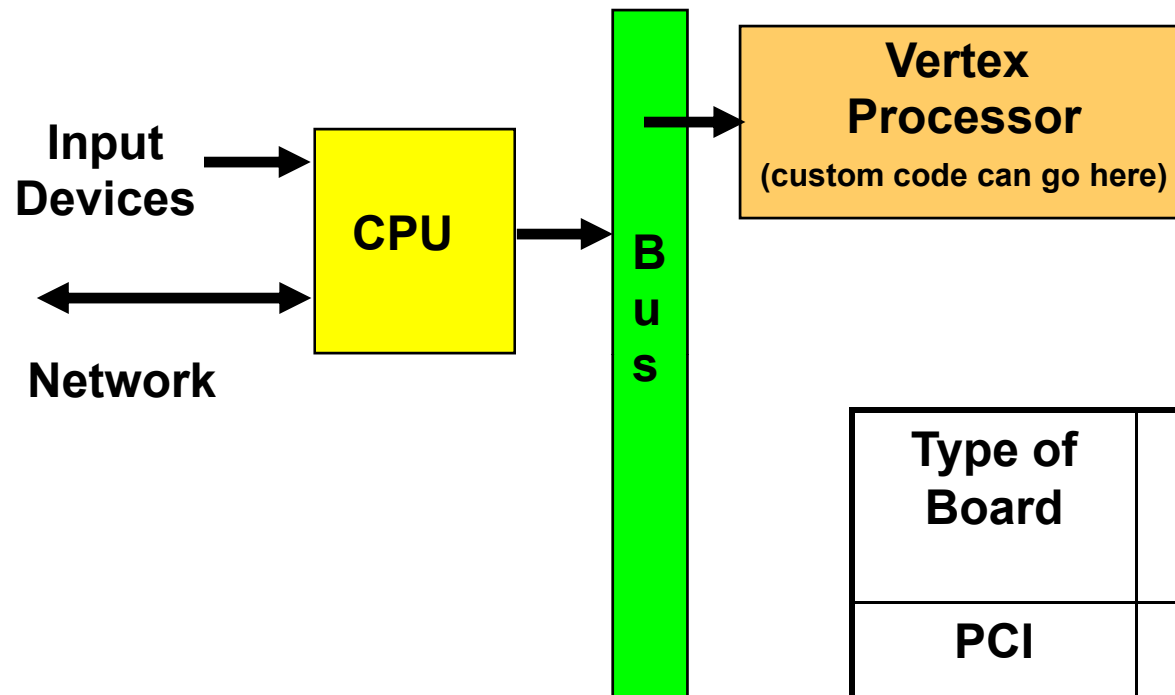 Input
Devices
Network
CPU
B
u
s
Vertex
Processor
(custom code can go here)
Type of
Board
PCI